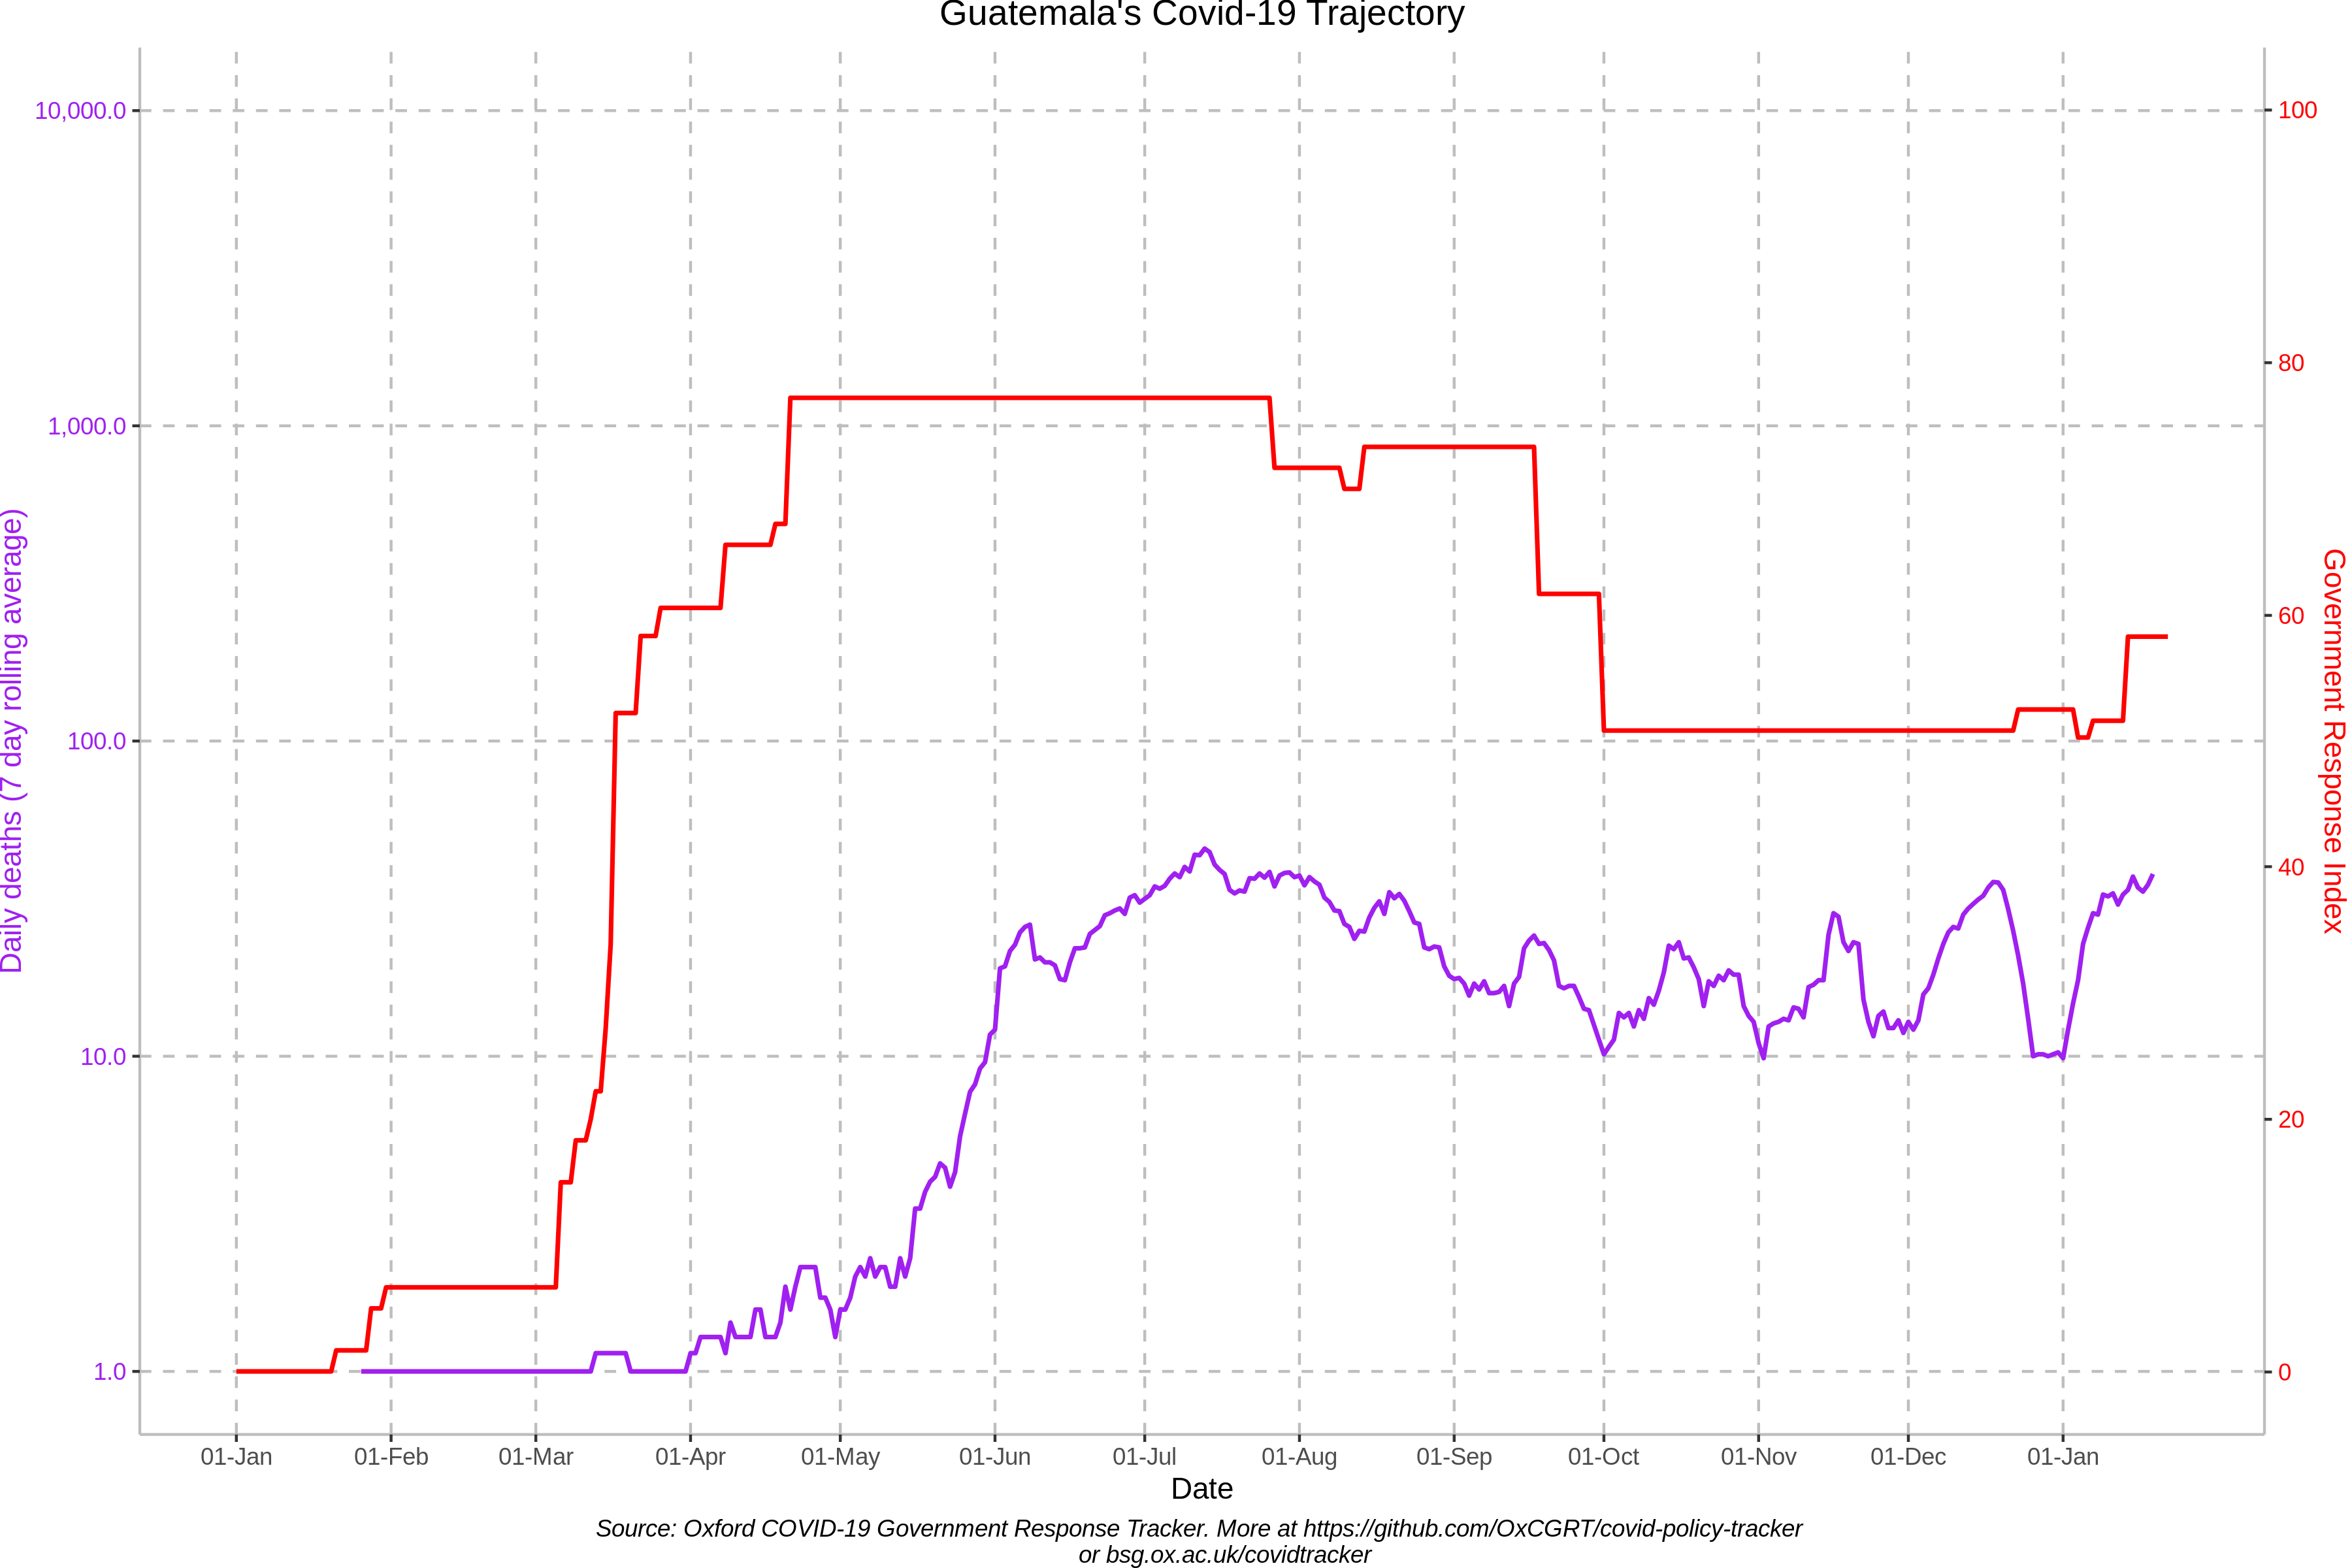 Guatemala's Covid-19 Trajectory
10,000.0
1,000.0
100.0
10.0
1.0
Daily deaths (7 day rolling average)
100
80
60
40
20
0
Government Response Index
01-Jan 01-Feb 01-Mar 01-Apr 01-May 01-Jun 01-Jul 01-Aug 01-Sep 01-Oct 01-Nov 01-Dec 01-Jan
Date
Source: Oxford COVID-19 Government Response Tracker. More at https://github.com/OxCGRT/covid-policy-tracker
or bsg.ox.ac.uk/covidtracker